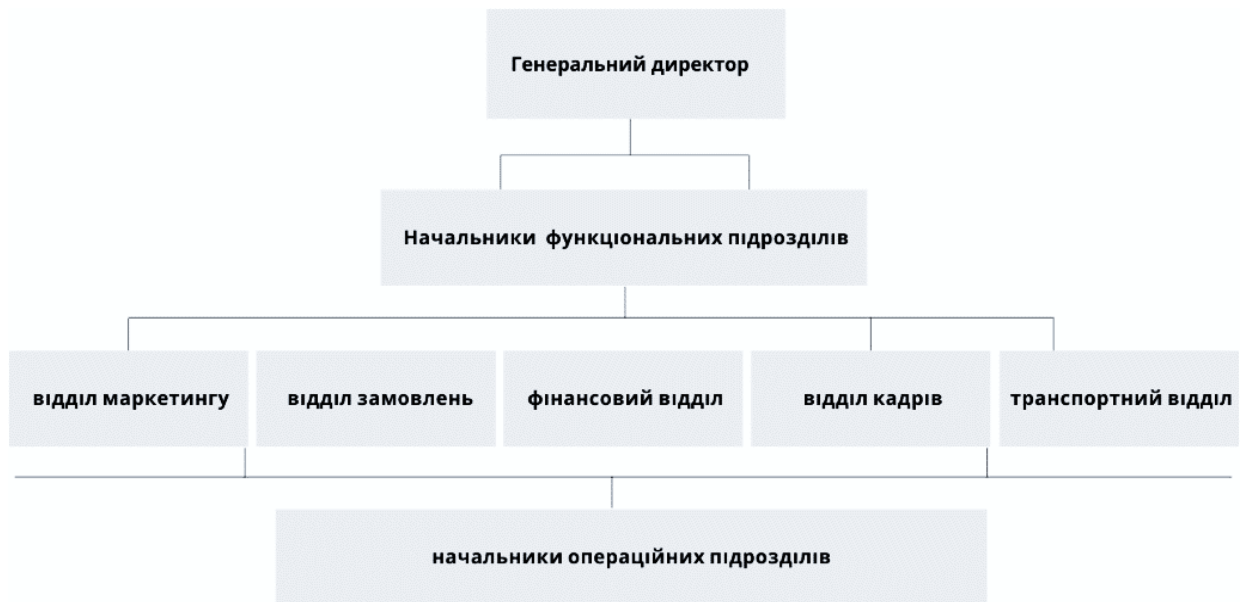 Генеральний директор
Начальники функціональних підрозділів
відділ маркетингу
відділ замовлень
фінансовий відділ
відділ кадрів
транспортний відділ
начальники операційних підрозділів